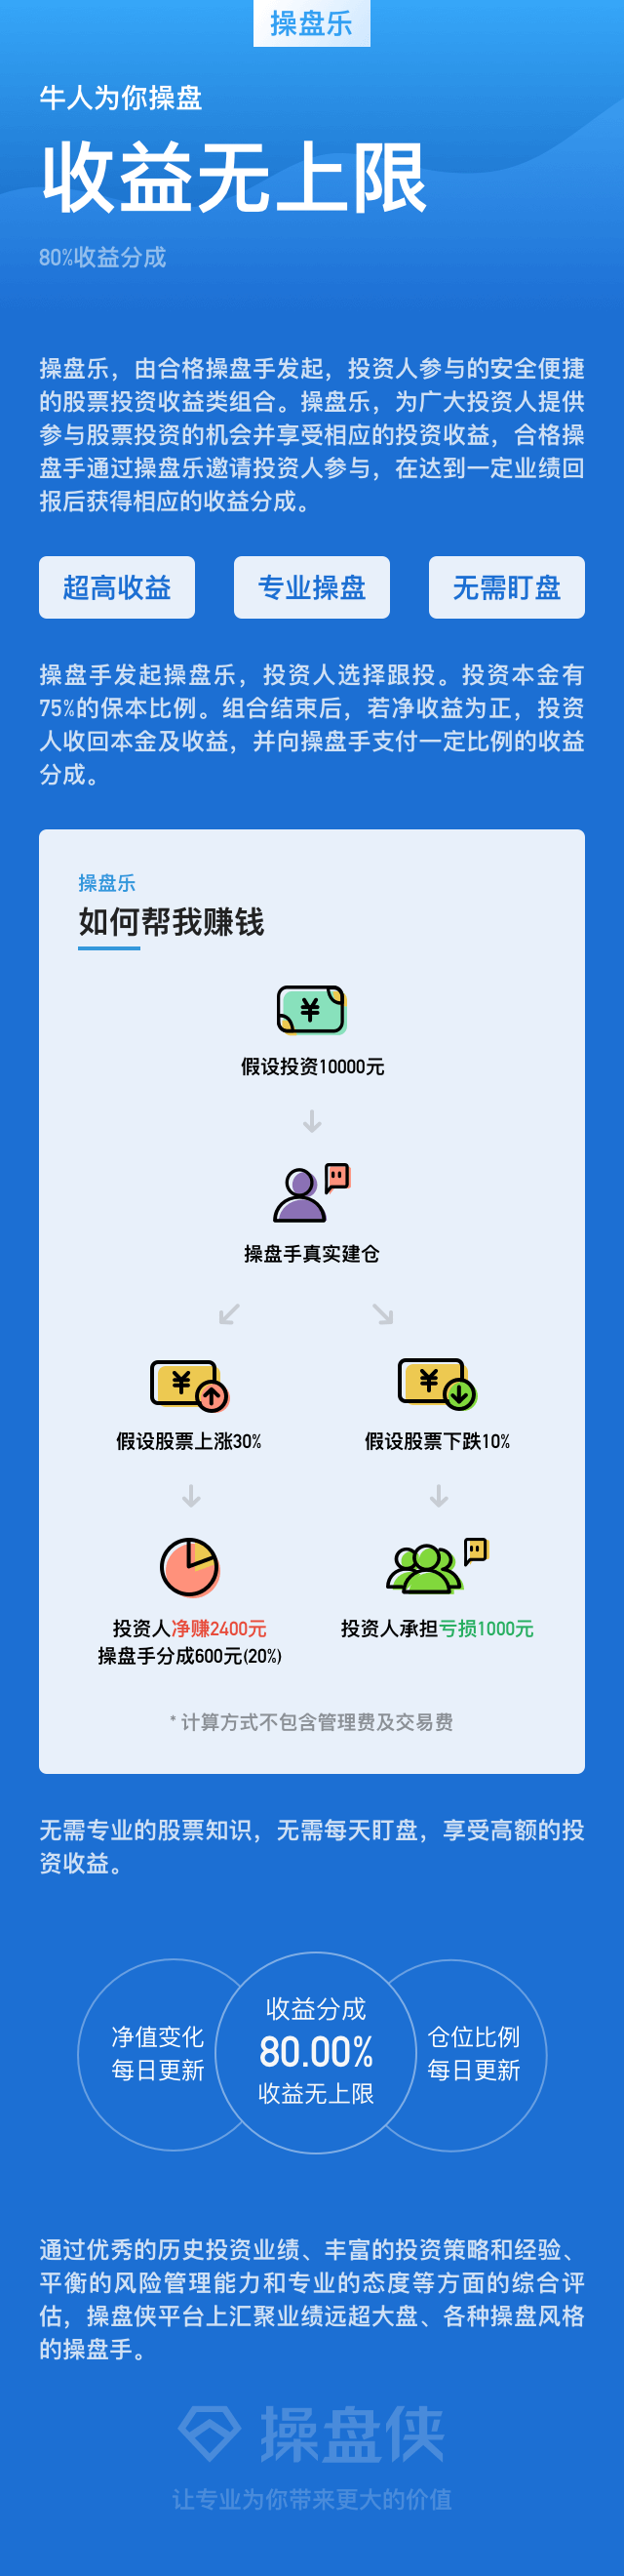 操盘乐
牛人为你操盘
收益无上限
80%收益分成
操盘乐，由合格操盘手发起，投资人参与的安全便捷
的股票投资收益类组合。操盘乐，为广大投资人提供
参与股票投资的机会并享受相应的投资收益，合格操
盘手通过操盘乐邀请投资人参与，在达到一定业绩回
报后获得相应的收益分成。
超高收益
专业操盘
无需盯盘
操盘手发起操盘乐，投资人选择跟投。投资本金有
75%的保本比例。组合结束后，若净收益为正，投资
人收回本金及收益，并向操盘手支付一定比例的收益
分成。
操盘乐
如何帮我赚钱
¥
假设投资10000元
操盘手真实建仓
¥
¥
假设股票上涨30%
假设股票下跌10%
投资人净赚2400元
操盘手分成600元(20%)
投资人承担亏损1000元
* 计算方式不包含管理费及交易费
无需专业的股票知识，无需每天盯盘，享受高额的投
资收益。
净值变化
每日更新
收益分成
80.00%
收益无上限
仓位比例
每日更新
通过优秀的历史投资业绩、丰富的投资策略和经验、
平衡的风险管理能力和专业的态度等方面的综合评
估，操盘侠平台上汇聚业绩远超大盘、各种操盘风格
的操盘手。
操盘侠
让专业为你带来更大的价值